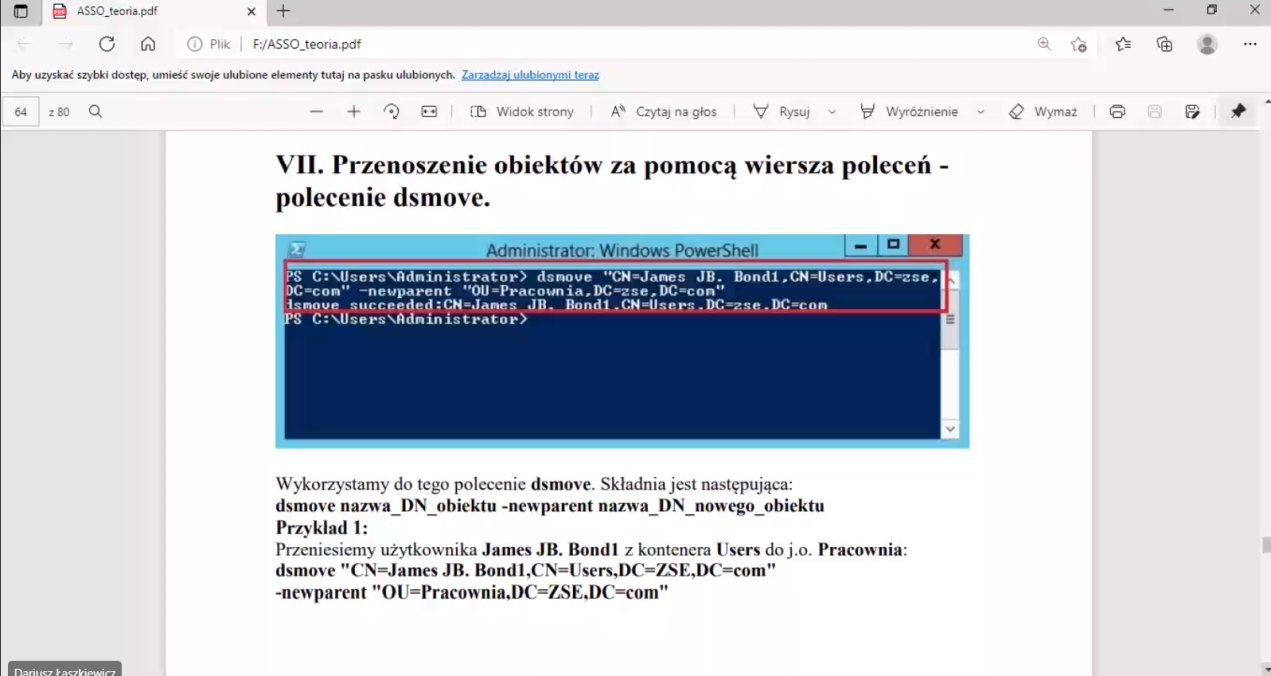 ASSO_teoria.pdf
Plik F:/ASSO_teoria.pdf
Aby uzyskać szybki dostęp, umieść swoje ulubione elementy tutaj na pasku ulubionych. Zarządzaj ulubionymi teraz
64 z 80 Widok strony Czytaj na głos Rysuj Wyróżnienie Wymaż
VII. Przenoszenie obiektów za pomocą wiersza poleceń -
polecenie dsmove.
Administrator: Windows PowerShell
PS C:\Users\Administrator> dsmove "CN=James JB. Bond1,CN=Users,DC=zse,
DC=com" -newparent "OU=Pracownia,DC=zse,DC=com"
dsmove succeeded:CN=James JB. Bond1,CN=Users,DC=zse,DC=com
PS C:\Users\Administrator>
Wykorzystamy do tego polecenie dsmove. Składnia jest następująca:
dsmove nazwa_DN_obiektu -newparent nazwa_DN_nowego_obiektu
Przykład 1:
Przeniesiemy użytkownika James JB. Bond1 z kontenera Users do j.o. Pracownia:
dsmove "CN=James JB. Bond1,CN=Users,DC=ZSE,DC=com"
-newparent "OU=Pracownia,DC=ZSE,DC=com"
Dariusz Łaszkiewicz